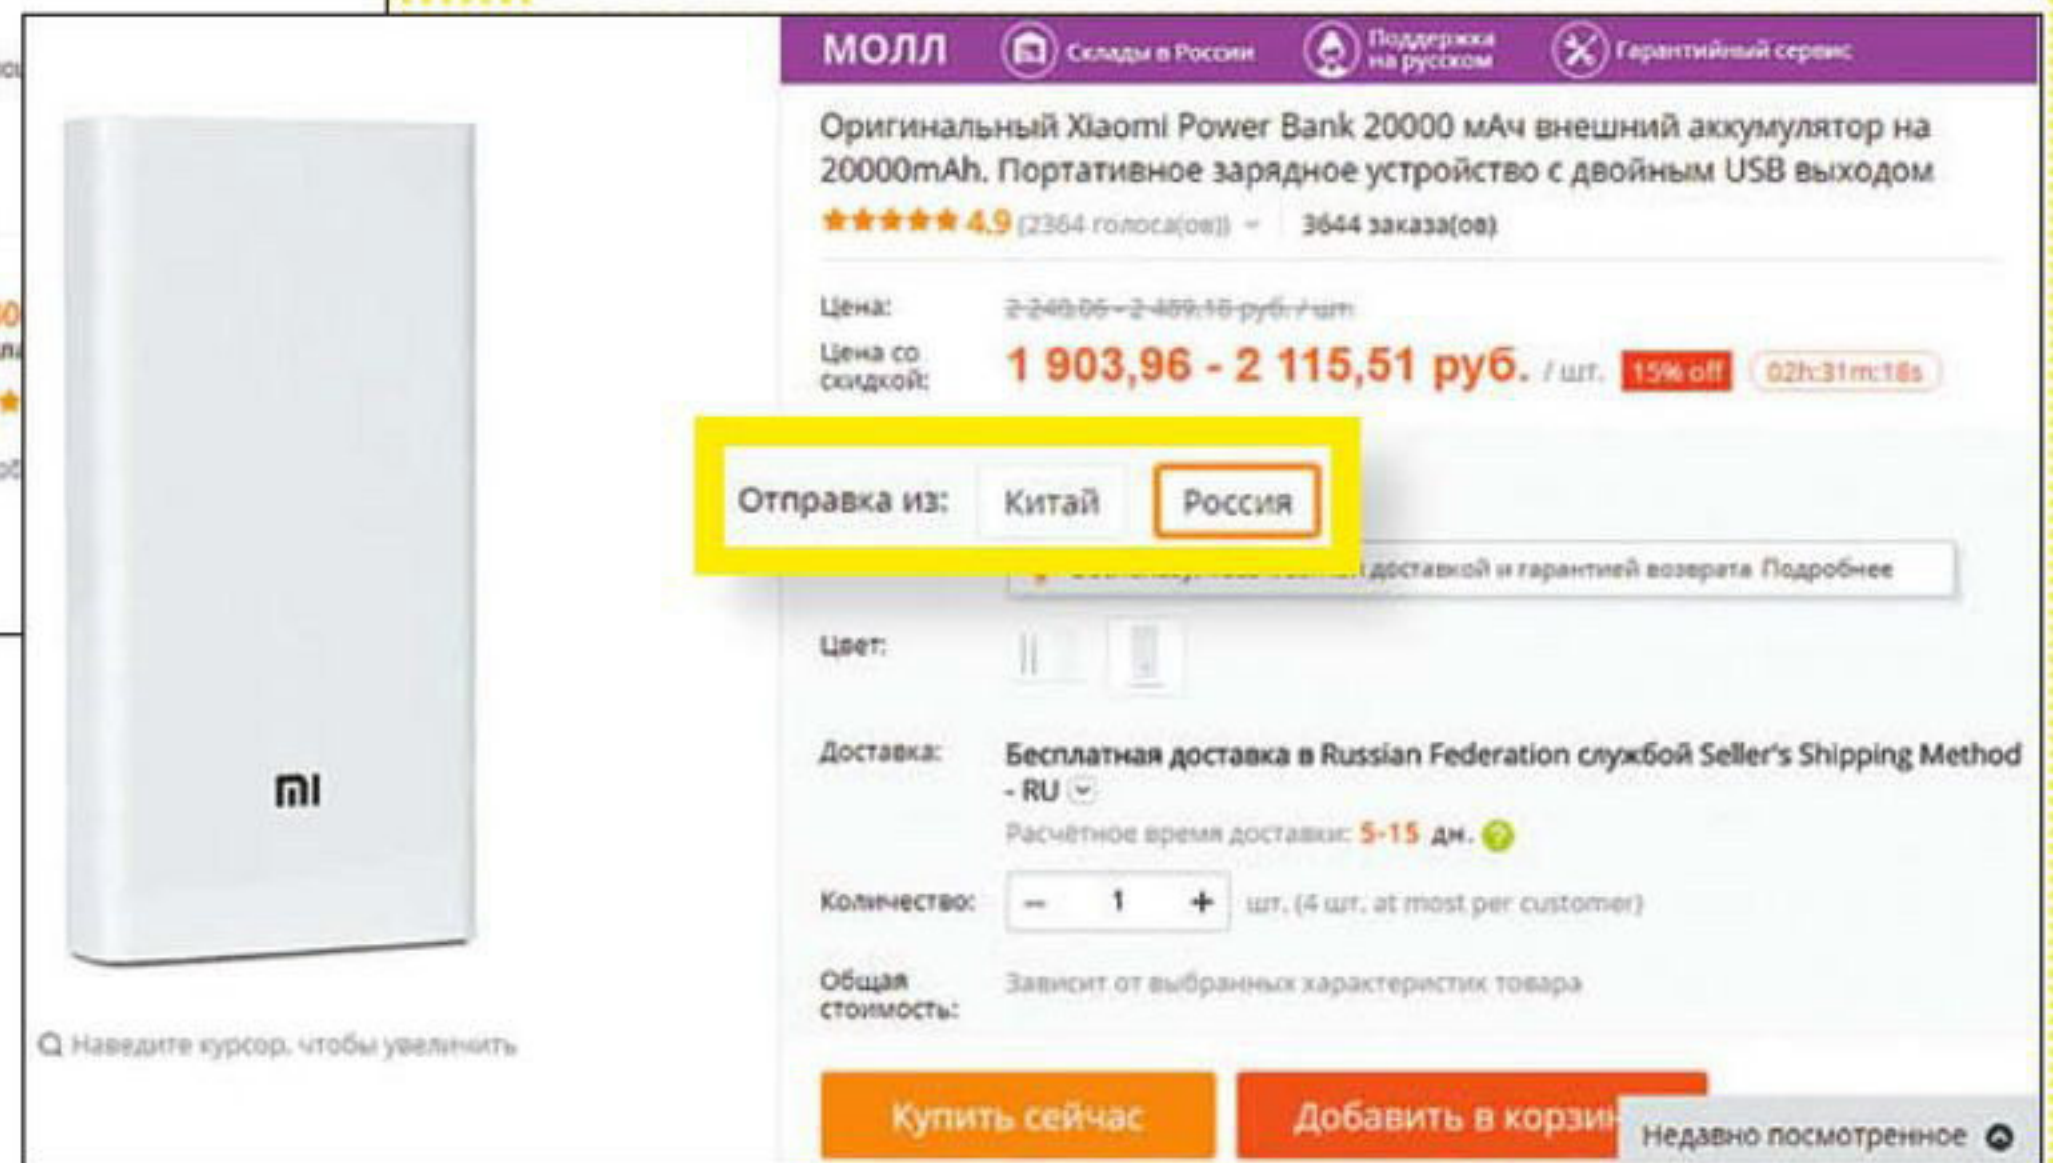 МОЛЛ
Склады в России
Поддержка
на русском
Гарантийный сервис
Оригинальный Xiaomi Power Bank 20000 мАч внешний аккумулятор на
20000mAh. Портативное зарядное устройство с двойным USB выходом
4.9 (2364 голоса(ов))
3644 заказа(ов)
Цена: руб. / шт.
Цена со
скидкой:
1 903,96 - 2 115,51 руб. / шт. 15% off 02h:31m:18s
Отправка из: Китай Россия
доставкой и гарантией возврата Подробнее
Цвет:
Доставка: Бесплатная доставка в Russian Federation службой Seller's Shipping Method
- RU
Расчётное время доставки: 5-15 дн. ?
Количество: − 1 + шт. (4 шт. at most per customer)
Общая
стоимость:
Зависит от выбранных характеристик товара
mi
Наведите курсор, чтобы увеличить
Купить сейчас
Добавить в
Недавно посмотренное